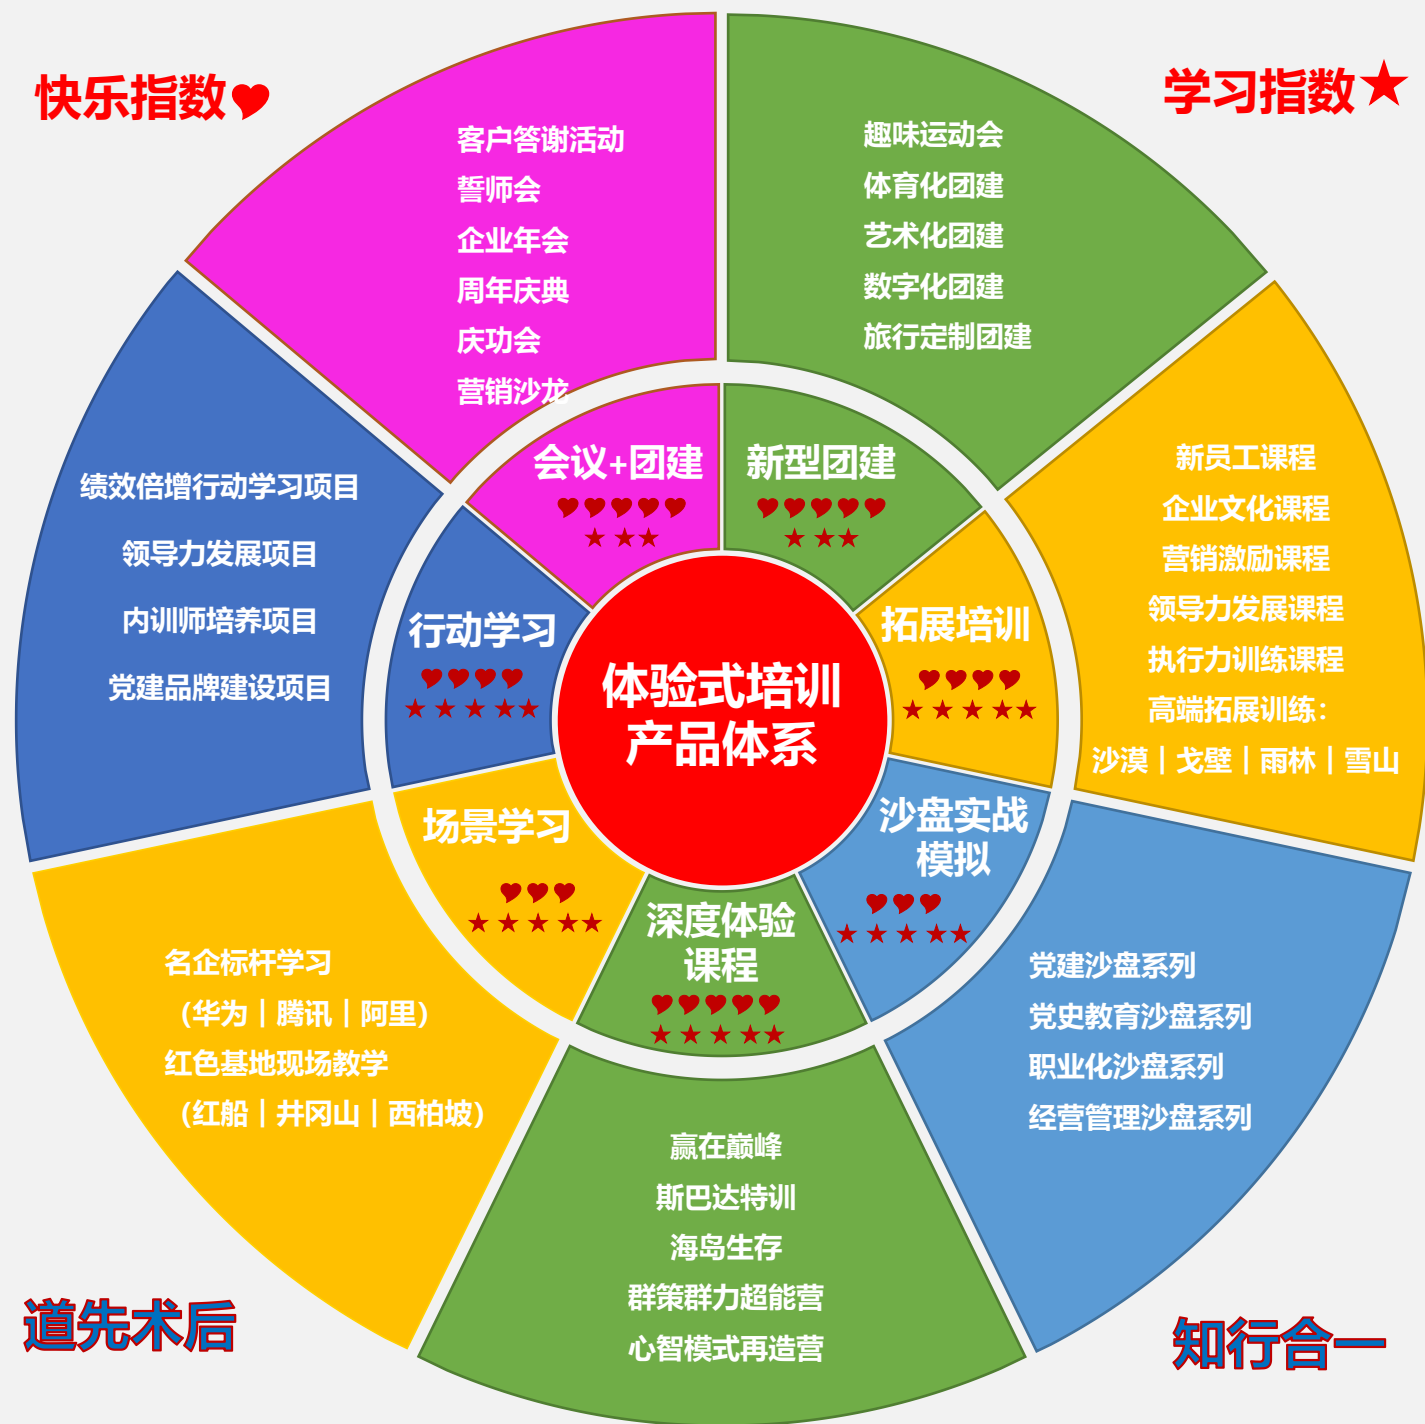 快乐指数
学习指数
客户答谢活动
誓师会
企业年会
周年庆典
庆功会
营销沙龙
趣味运动会
体育化团建
艺术化团建
数字化团建
旅行定制团建
会议+团建
新型团建
绩效倍增行动学习项目
领导力发展项目
内训师培养项目
党建品牌建设项目
新员工课程
企业文化课程
营销激励课程
领导力发展课程
执行力训练课程
高端拓展训练：
沙漠｜戈壁｜雨林｜雪山
行动学习
拓展培训
体验式培训
产品体系
场景学习
沙盘实战
模拟
深度体验
课程
名企标杆学习
（华为｜腾讯｜阿里）
红色基地现场教学
（红船｜井冈山｜西柏坡）
党建沙盘系列
党史教育沙盘系列
职业化沙盘系列
经营管理沙盘系列
赢在巅峰
斯巴达特训
海岛生存
群策群力超能营
心智模式再造营
道先术后
知行合一